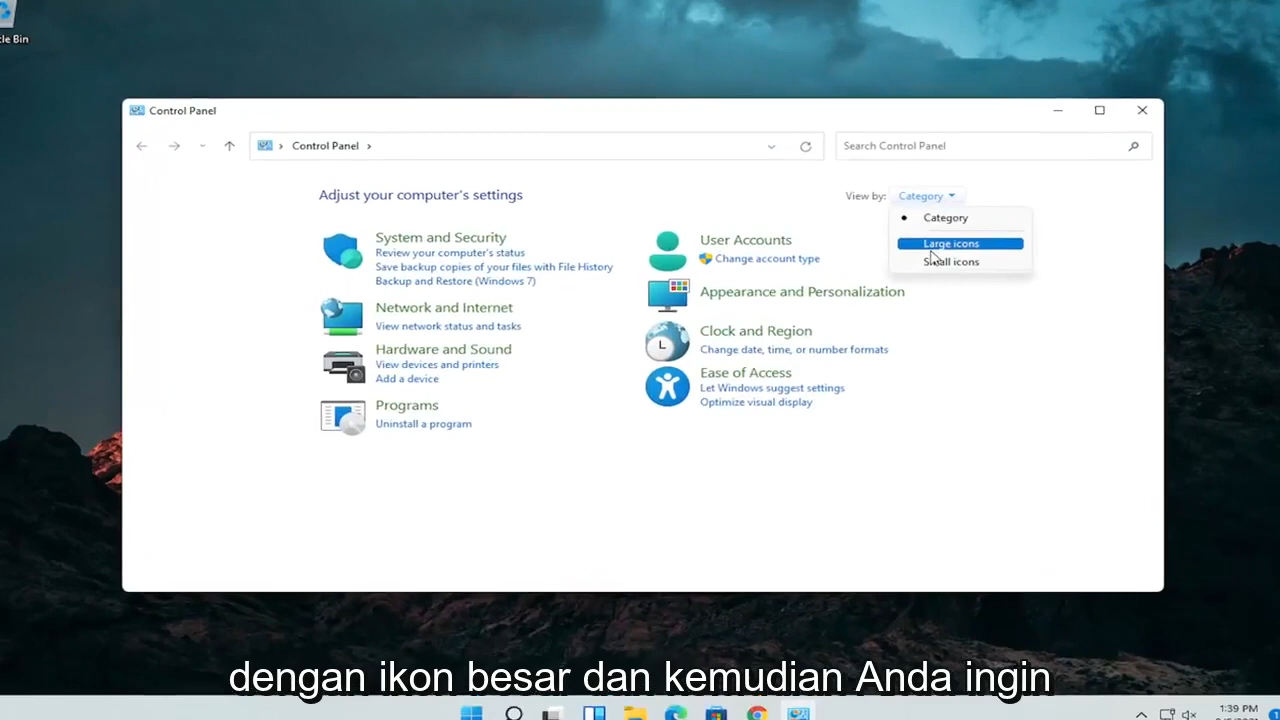 cle Bin
Control Panel
Control Panel
Search Control Panel
Adjust your computer's settings
View by: Category
Category
Large icons
Small icons
System and Security
Review your computer's status
Save backup copies of your files with File History
Backup and Restore (Windows 7)
Network and Internet
View network status and tasks
Hardware and Sound
View devices and printers
Add a device
Programs
Uninstall a program
User Accounts
Change account type
Appearance and Personalization
Clock and Region
Change date, time, or number formats
Ease of Access
Let Windows suggest settings
Optimize visual display
dengan ikon besar dan kemudian Anda ingin
1:39 PM